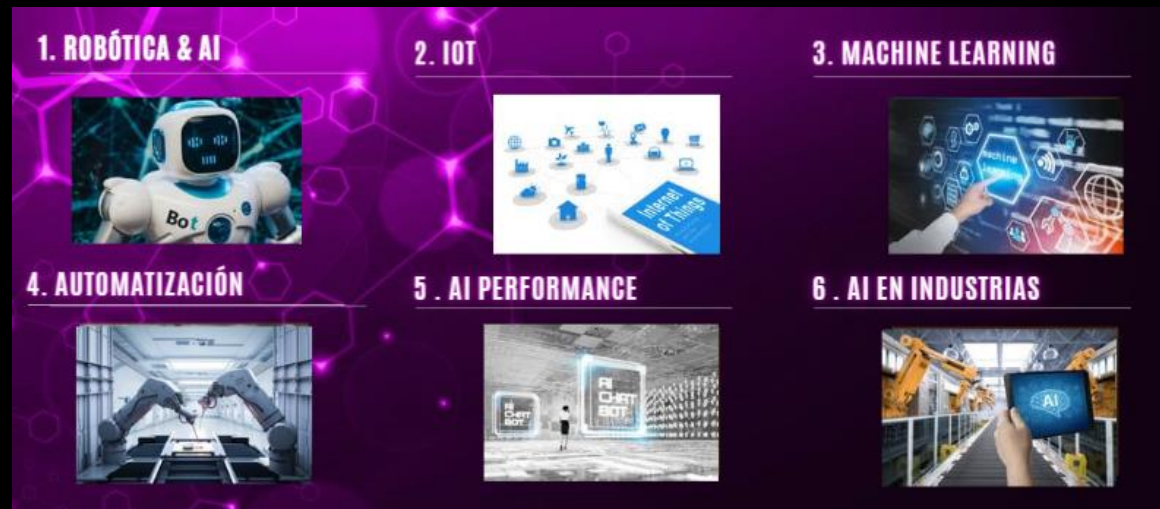 1. ROBÓTICA & AI
2. IOT
3. MACHINE LEARNING
Bot
Internet
of Things
machine
4. AUTOMATIZACIÓN
5 . AI PERFORMANCE
6 . AI EN INDUSTRIAS
AI
CHAT
BOT
AI
CHAT
BOT
AI